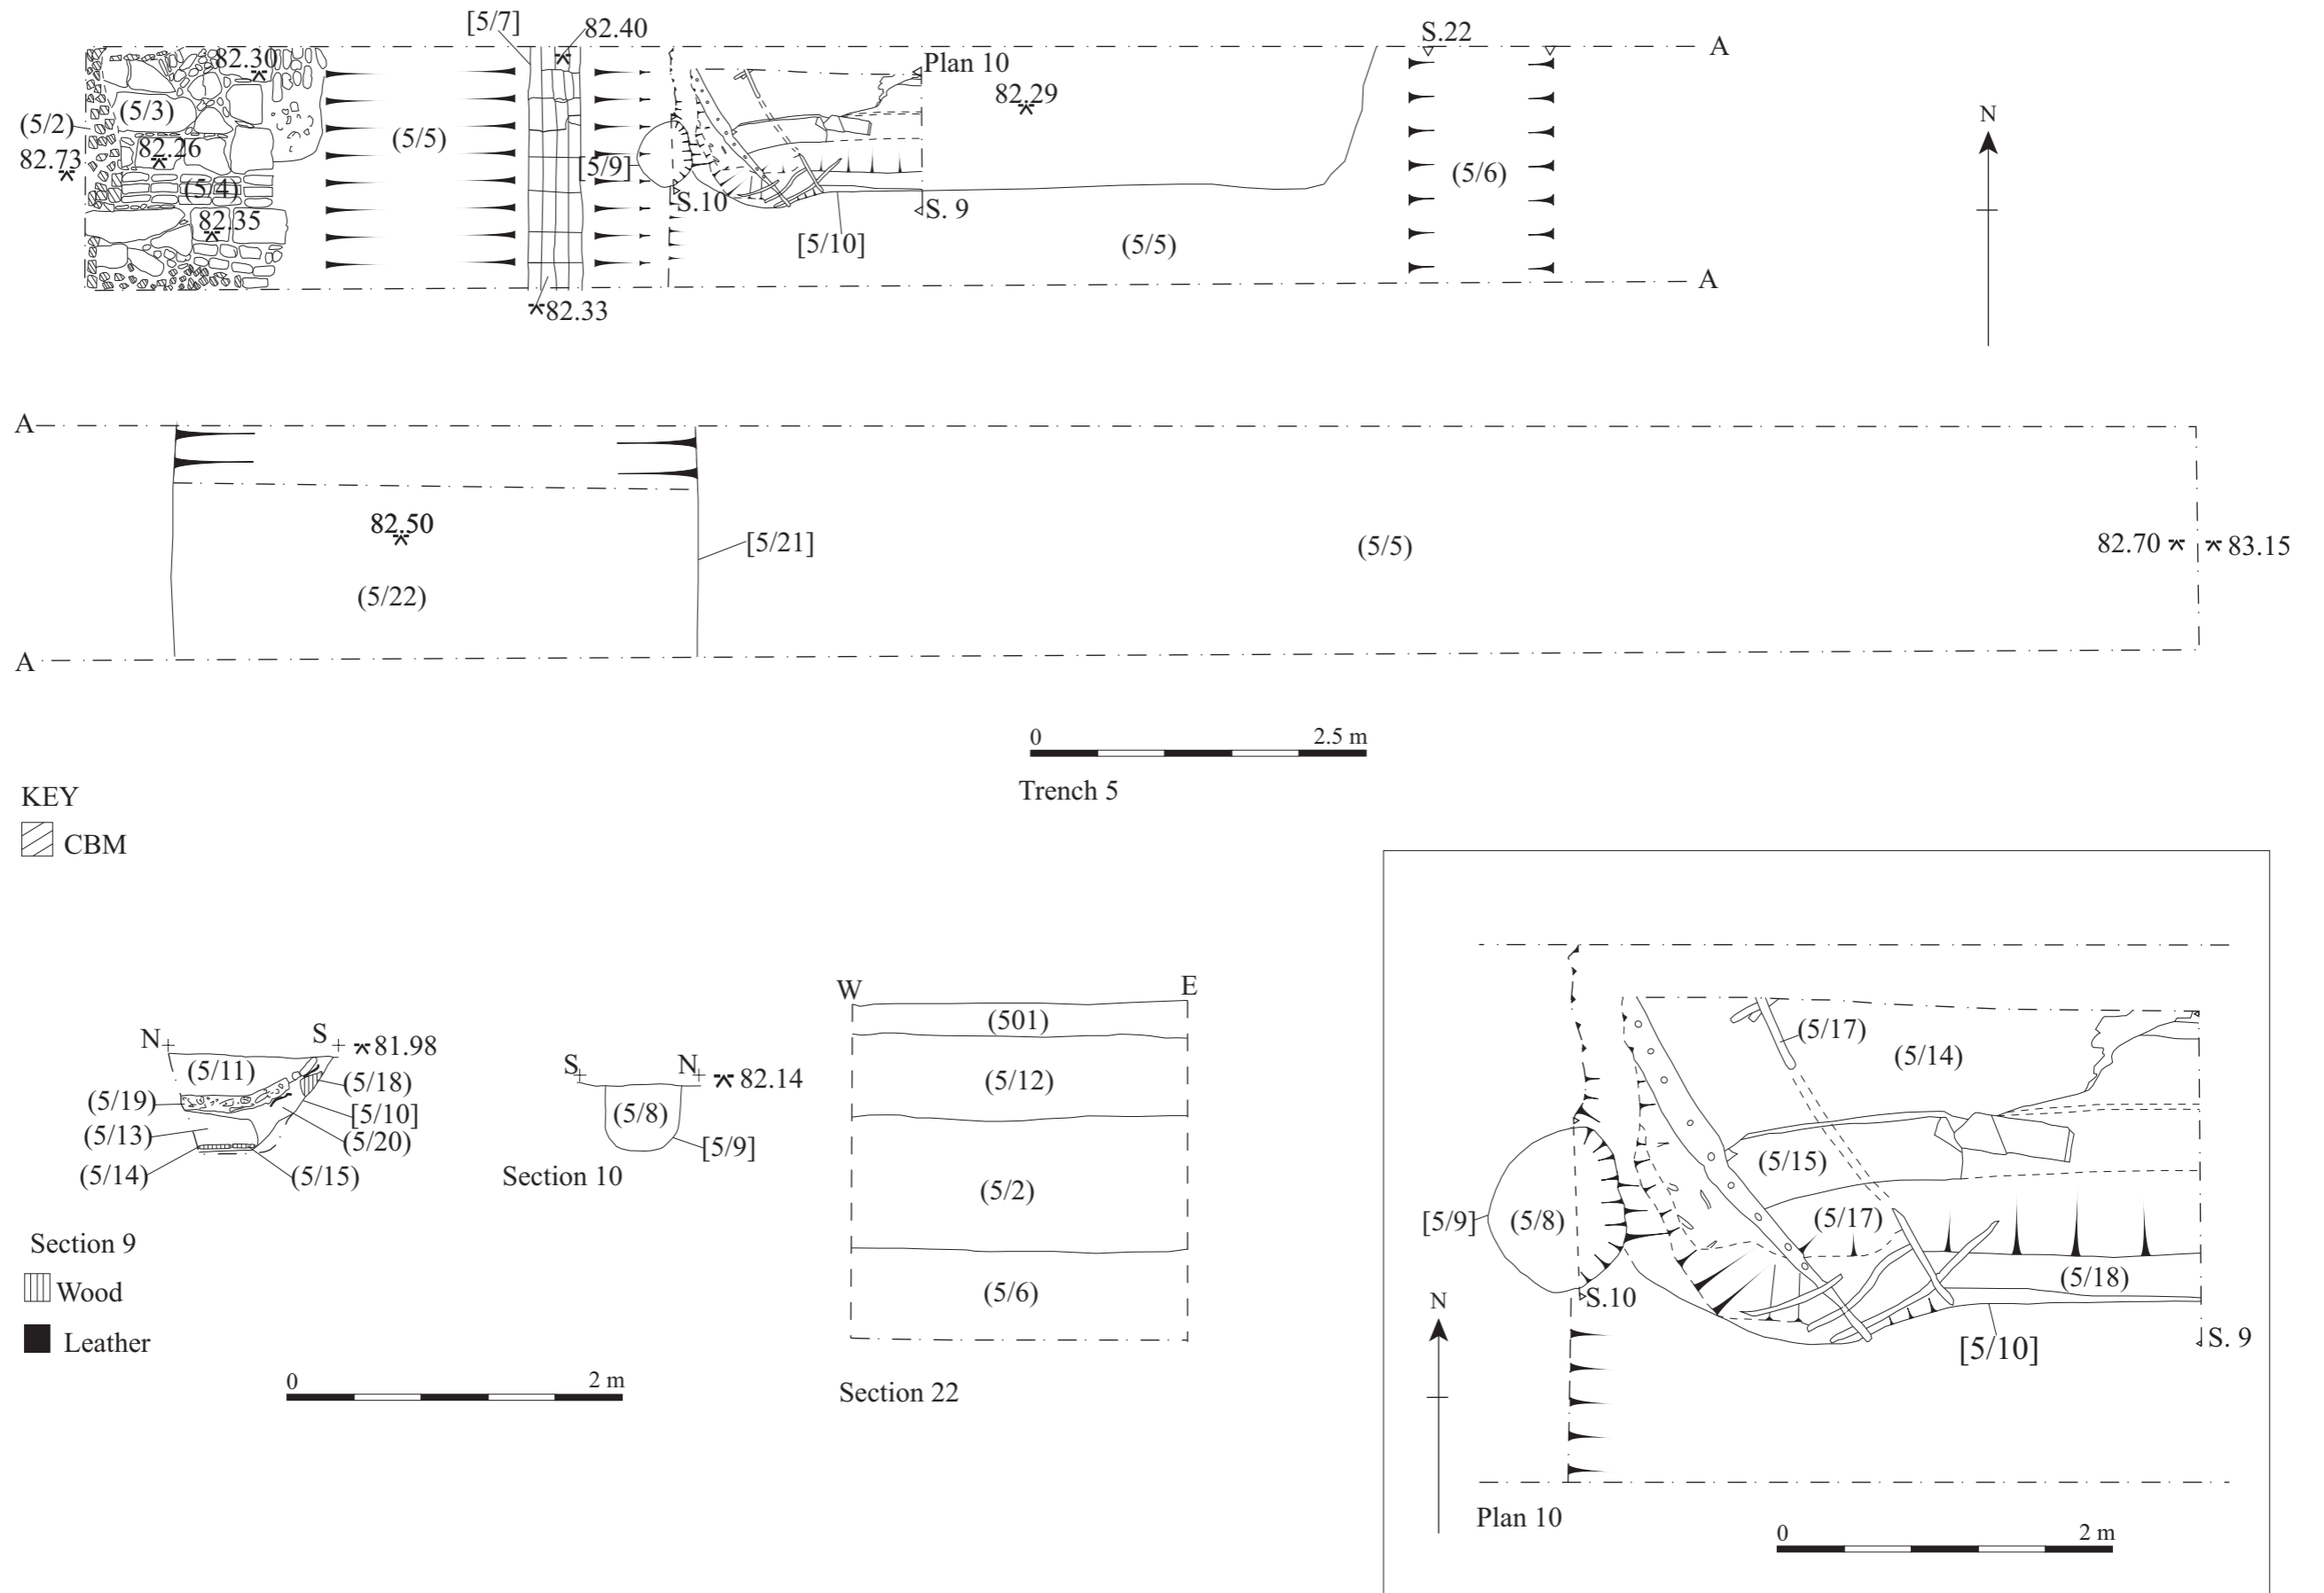 [5/7]
82.40
S.22
A
82.30
Plan 10
82.29
(5/3)
(5/2)
82.73
82.26
(5/5)
[5/9]
(5/6)
N
(5/4)
82.35
S.10
S. 9
[5/10]
(5/5)
A
82.33
A
82.50
[5/21]
(5/5)
82.70
83.15
(5/22)
A
0 2.5 m
Trench 5
KEY
CBM
N
S
81.98
(5/11)
(5/18)
(5/19)
[5/10]
(5/13)
(5/20)
(5/14)
(5/15)
Section 9
Wood
Leather
0 2 m
S
N
82.14
(5/8)
[5/9]
Section 10
W
E
(501)
(5/12)
(5/2)
(5/6)
Section 22
(5/17)
(5/14)
(5/15)
[5/9]
(5/8)
(5/17)
(5/18)
S.10
N
[5/10]
S. 9
Plan 10
0 2 m